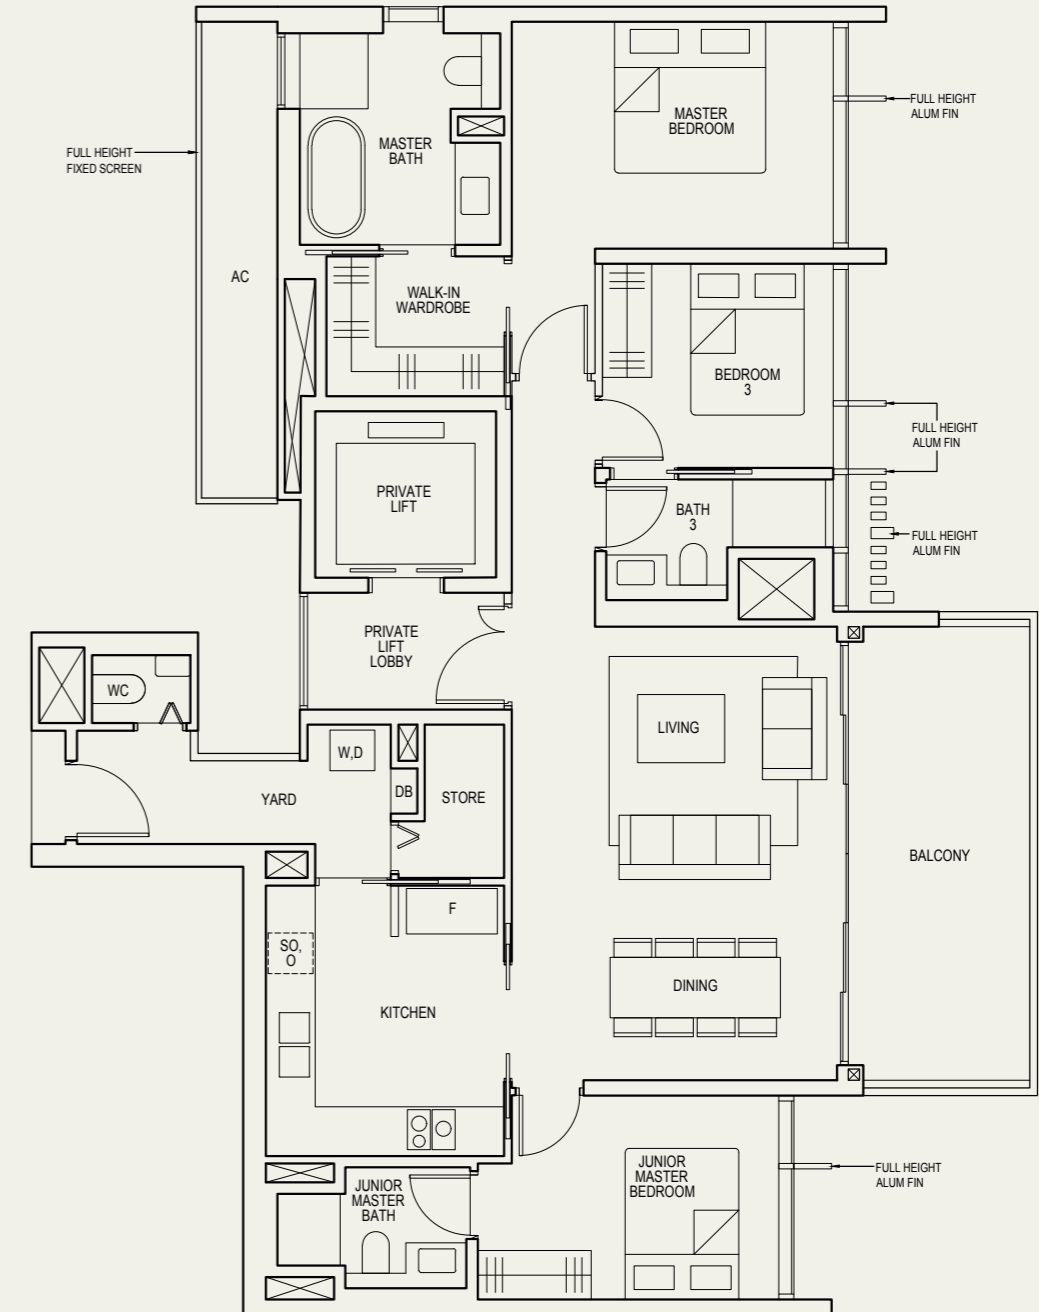 FULL HEIGHT
ALUM FIN
MASTER
BEDROOM
MASTER
BATH
FULL HEIGHT
FIXED SCREEN
AC
WALK-IN
WARDROBE
BEDROOM
3
FULL HEIGHT
ALUM FIN
PRIVATE
LIFT
BATH
3
FULL HEIGHT
ALUM FIN
PRIVATE
LIFT
LOBBY
WC
LIVING
W,D
DB
STORE
YARD
BALCONY
F
SO,
O
DINING
KITCHEN
JUNIOR
MASTER
BEDROOM
FULL HEIGHT
ALUM FIN
JUNIOR
MASTER
BATH